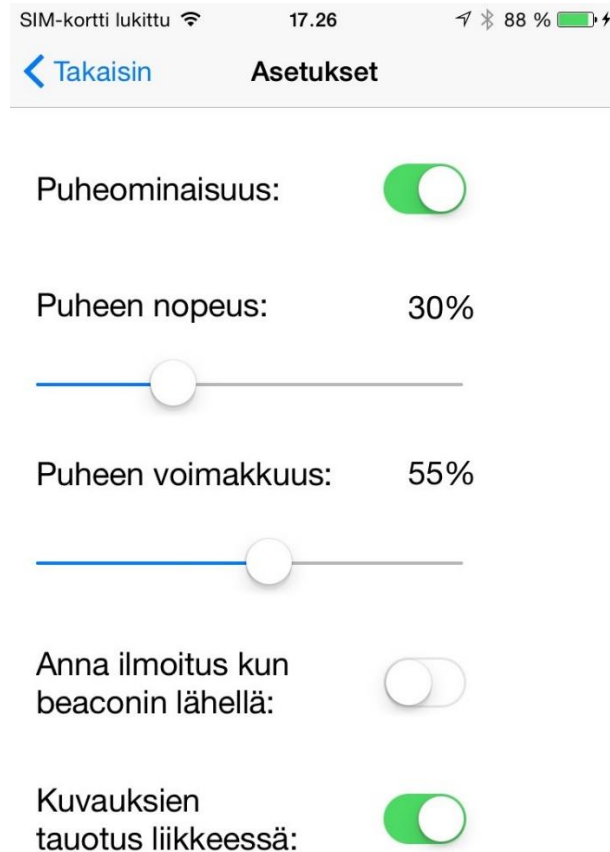 SIM-kortti lukittu 17.26 88 %
Takaisin Asetukset
Puheominaisuus:
Puheen nopeus: 30%
Puheen voimakkuus: 55%
Anna ilmoitus kun
beaconin lähellä:
Kuvauksien
tauotus liikkeessä: